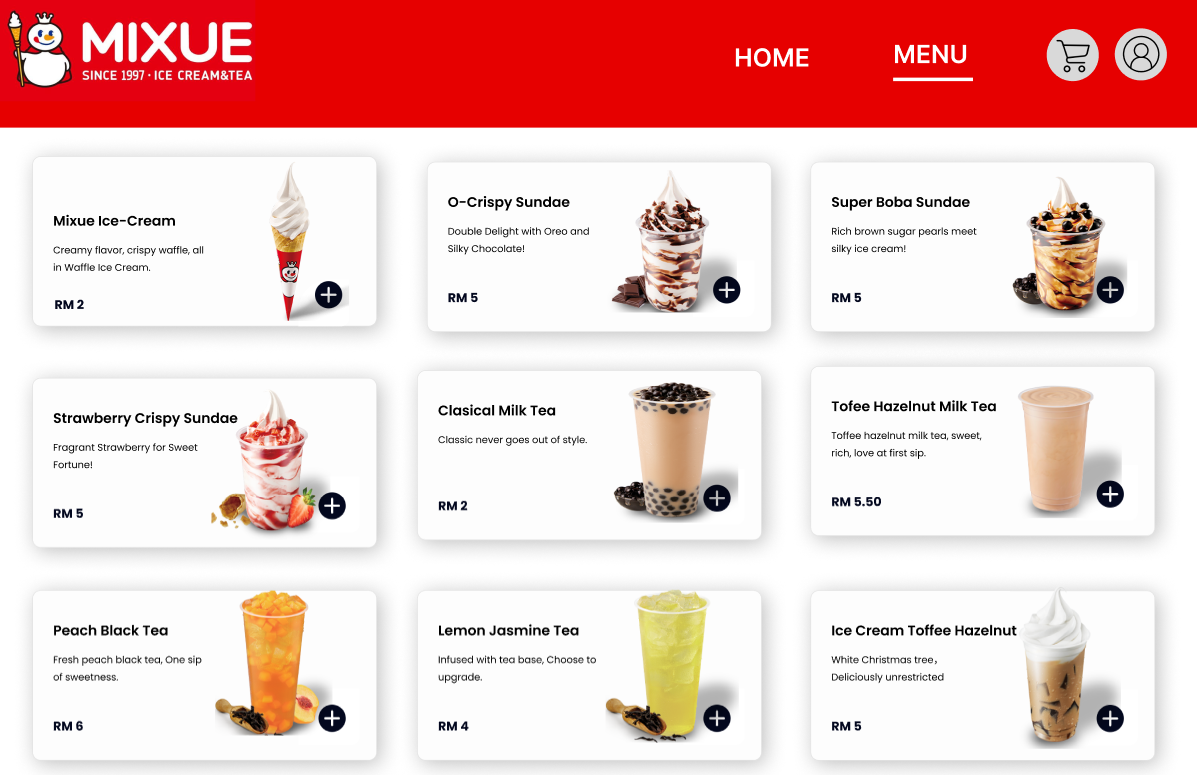 MIXUE
SINCE 1997 · ICE CREAM&TEA
HOME
MENU
Mixue Ice-Cream
Creamy flavor, crispy waffle, all
in Waffle Ice Cream.
RM 2
O-Crispy Sundae
Double Delight with Oreo and
Silky Chocolate!
RM 5
Super Boba Sundae
Rich brown sugar pearls meet
silky ice cream!
RM 5
Strawberry Crispy Sundae
Fragrant Strawberry for Sweet
Fortune!
RM 5
Clasical Milk Tea
Classic never goes out of style.
RM 2
Tofee Hazelnut Milk Tea
Toffee hazelnut milk tea, sweet,
rich, love at first sip.
RM 5.50
Peach Black Tea
Fresh peach black tea, One sip
of sweetness.
RM 6
Lemon Jasmine Tea
Infused with tea base, Choose to
upgrade.
RM 4
Ice Cream Toffee Hazelnut
White Christmas tree，
Deliciously unrestricted
RM 5